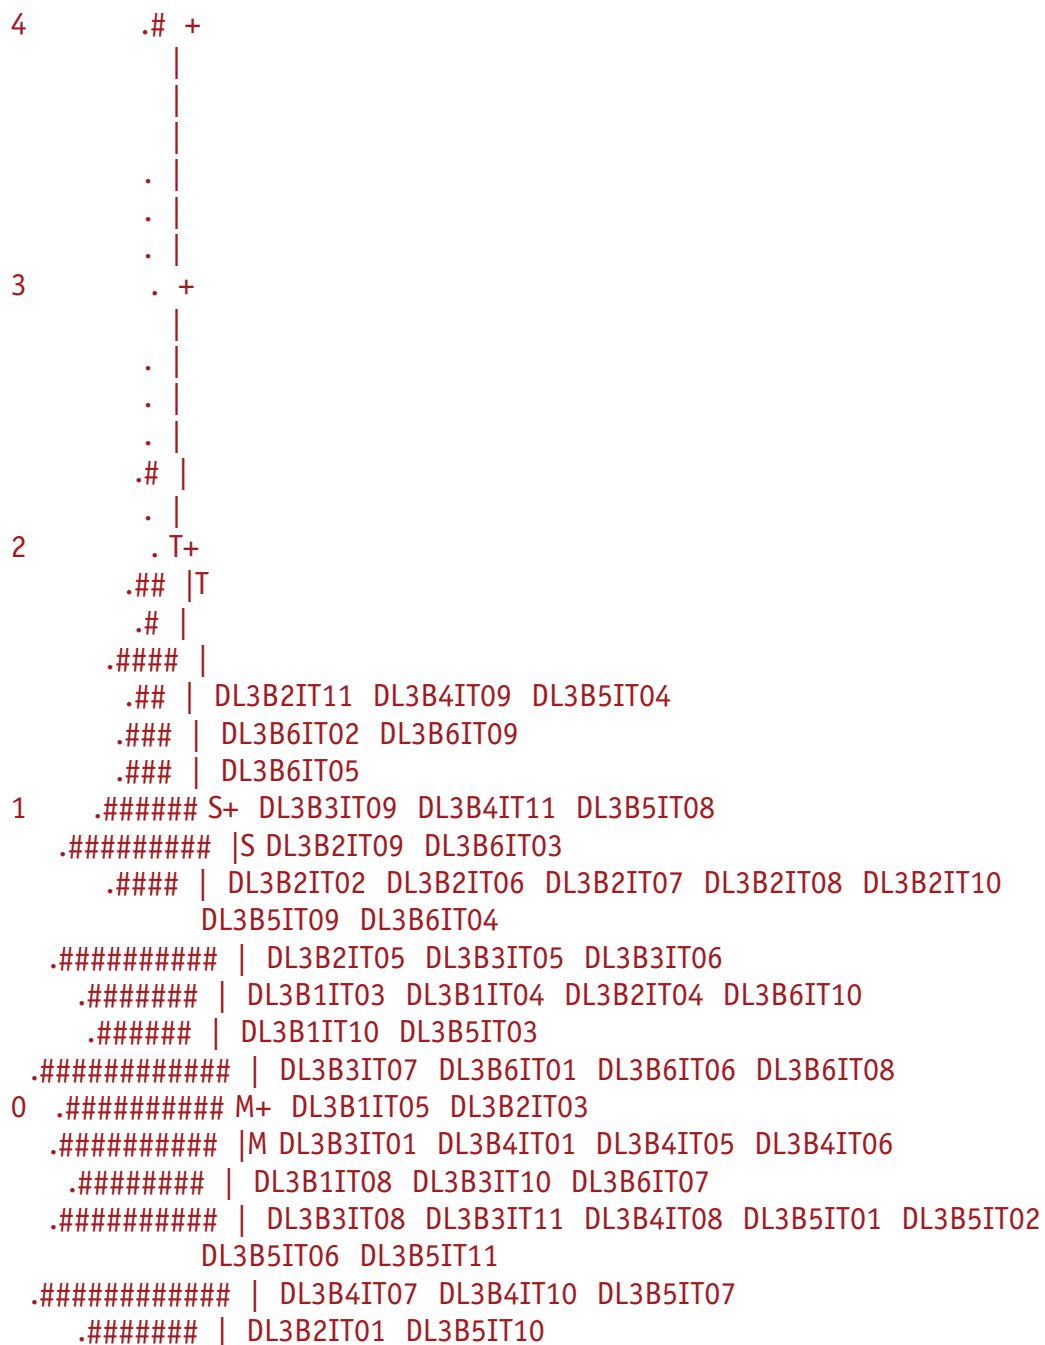 4 .# +
|
|
|
. |
. |
. |
3 . +
|
. |
. |
. |
.# |
. |
2 . T+
.## |T
.# |
.#### |
.## | DL3B2IT11 DL3B4IT09 DL3B5IT04
.### | DL3B6IT02 DL3B6IT09
.### | DL3B6IT05
1 .###### S+ DL3B3IT09 DL3B4IT11 DL3B5IT08
.######### |S DL3B2IT09 DL3B6IT03
.#### | DL3B2IT02 DL3B2IT06 DL3B2IT07 DL3B2IT08 DL3B2IT10
DL3B5IT09 DL3B6IT04
.########## | DL3B2IT05 DL3B3IT05 DL3B3IT06
.####### | DL3B1IT03 DL3B1IT04 DL3B2IT04 DL3B6IT10
.###### | DL3B1IT10 DL3B5IT03
.############ | DL3B3IT07 DL3B6IT01 DL3B6IT06 DL3B6IT08
0 .########## M+ DL3B1IT05 DL3B2IT03
.########## |M DL3B3IT01 DL3B4IT01 DL3B4IT05 DL3B4IT06
.######## | DL3B1IT08 DL3B3IT10 DL3B6IT07
.########## | DL3B3IT08 DL3B3IT11 DL3B4IT08 DL3B5IT01 DL3B5IT02
DL3B5IT06 DL3B5IT11
.############ | DL3B4IT07 DL3B4IT10 DL3B5IT07
.####### | DL3B2IT01 DL3B5IT10